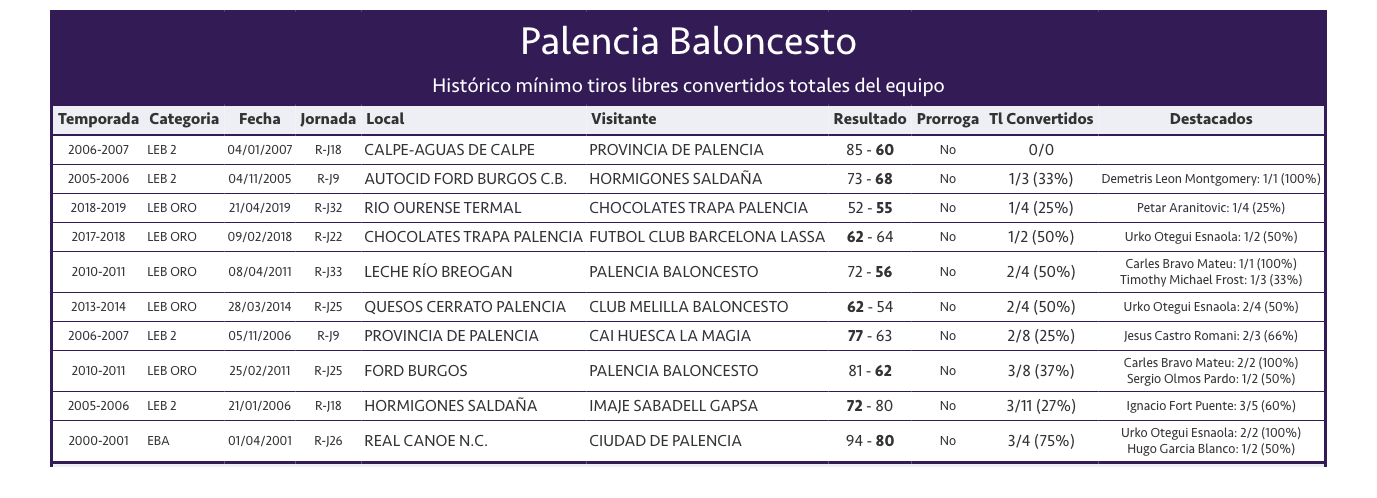 Palencia Baloncesto
Histórico mínimo tiros libres convertidos totales del equipo
Temporada Categoria Fecha Jornada Local Visitante Resultado Prorroga Tl Convertidos Destacados
2006-2007 LEB 2 04/01/2007 R-J18 CALPE-AGUAS DE CALPE PROVINCIA DE PALENCIA 85 - 60 No 0/0
2005-2006 LEB 2 04/11/2005 R-J9 AUTOCID FORD BURGOS C.B. HORMIGONES SALDAÑA 73 - 68 No 1/3 (33%) Demetris Leon Montgomery: 1/1 (100%)
2018-2019 LEB ORO 21/04/2019 R-J32 RIO OURENSE TERMAL CHOCOLATES TRAPA PALENCIA 52 - 55 No 1/4 (25%) Petar Aranitovic: 1/4 (25%)
2017-2018 LEB ORO 09/02/2018 R-J22 CHOCOLATES TRAPA PALENCIA FUTBOL CLUB BARCELONA LASSA 62 - 64 No 1/2 (50%) Urko Otegui Esnaola: 1/2 (50%)
2010-2011 LEB ORO 08/04/2011 R-J33 LECHE RÍO BREOGAN PALENCIA BALONCESTO 72 - 56 No 2/4 (50%) Carles Bravo Mateu: 1/1 (100%)
Timothy Michael Frost: 1/3 (33%)
2013-2014 LEB ORO 28/03/2014 R-J25 QUESOS CERRATO PALENCIA CLUB MELILLA BALONCESTO 62 - 54 No 2/4 (50%) Urko Otegui Esnaola: 2/4 (50%)
2006-2007 LEB 2 05/11/2006 R-J9 PROVINCIA DE PALENCIA CAI HUESCA LA MAGIA 77 - 63 No 2/8 (25%) Jesus Castro Romani: 2/3 (66%)
2010-2011 LEB ORO 25/02/2011 R-J25 FORD BURGOS PALENCIA BALONCESTO 81 - 62 No 3/8 (37%) Carles Bravo Mateu: 2/2 (100%)
Sergio Olmos Pardo: 1/2 (50%)
2005-2006 LEB 2 21/01/2006 R-J18 HORMIGONES SALDAÑA IMAJE SABADELL GAPSA 72 - 80 No 3/11 (27%) Ignacio Fort Puente: 3/5 (60%)
2000-2001 EBA 01/04/2001 R-J26 REAL CANOE N.C. CIUDAD DE PALENCIA 94 - 80 No 3/4 (75%) Urko Otegui Esnaola: 2/2 (100%)
Hugo Garcia Blanco: 1/2 (50%)